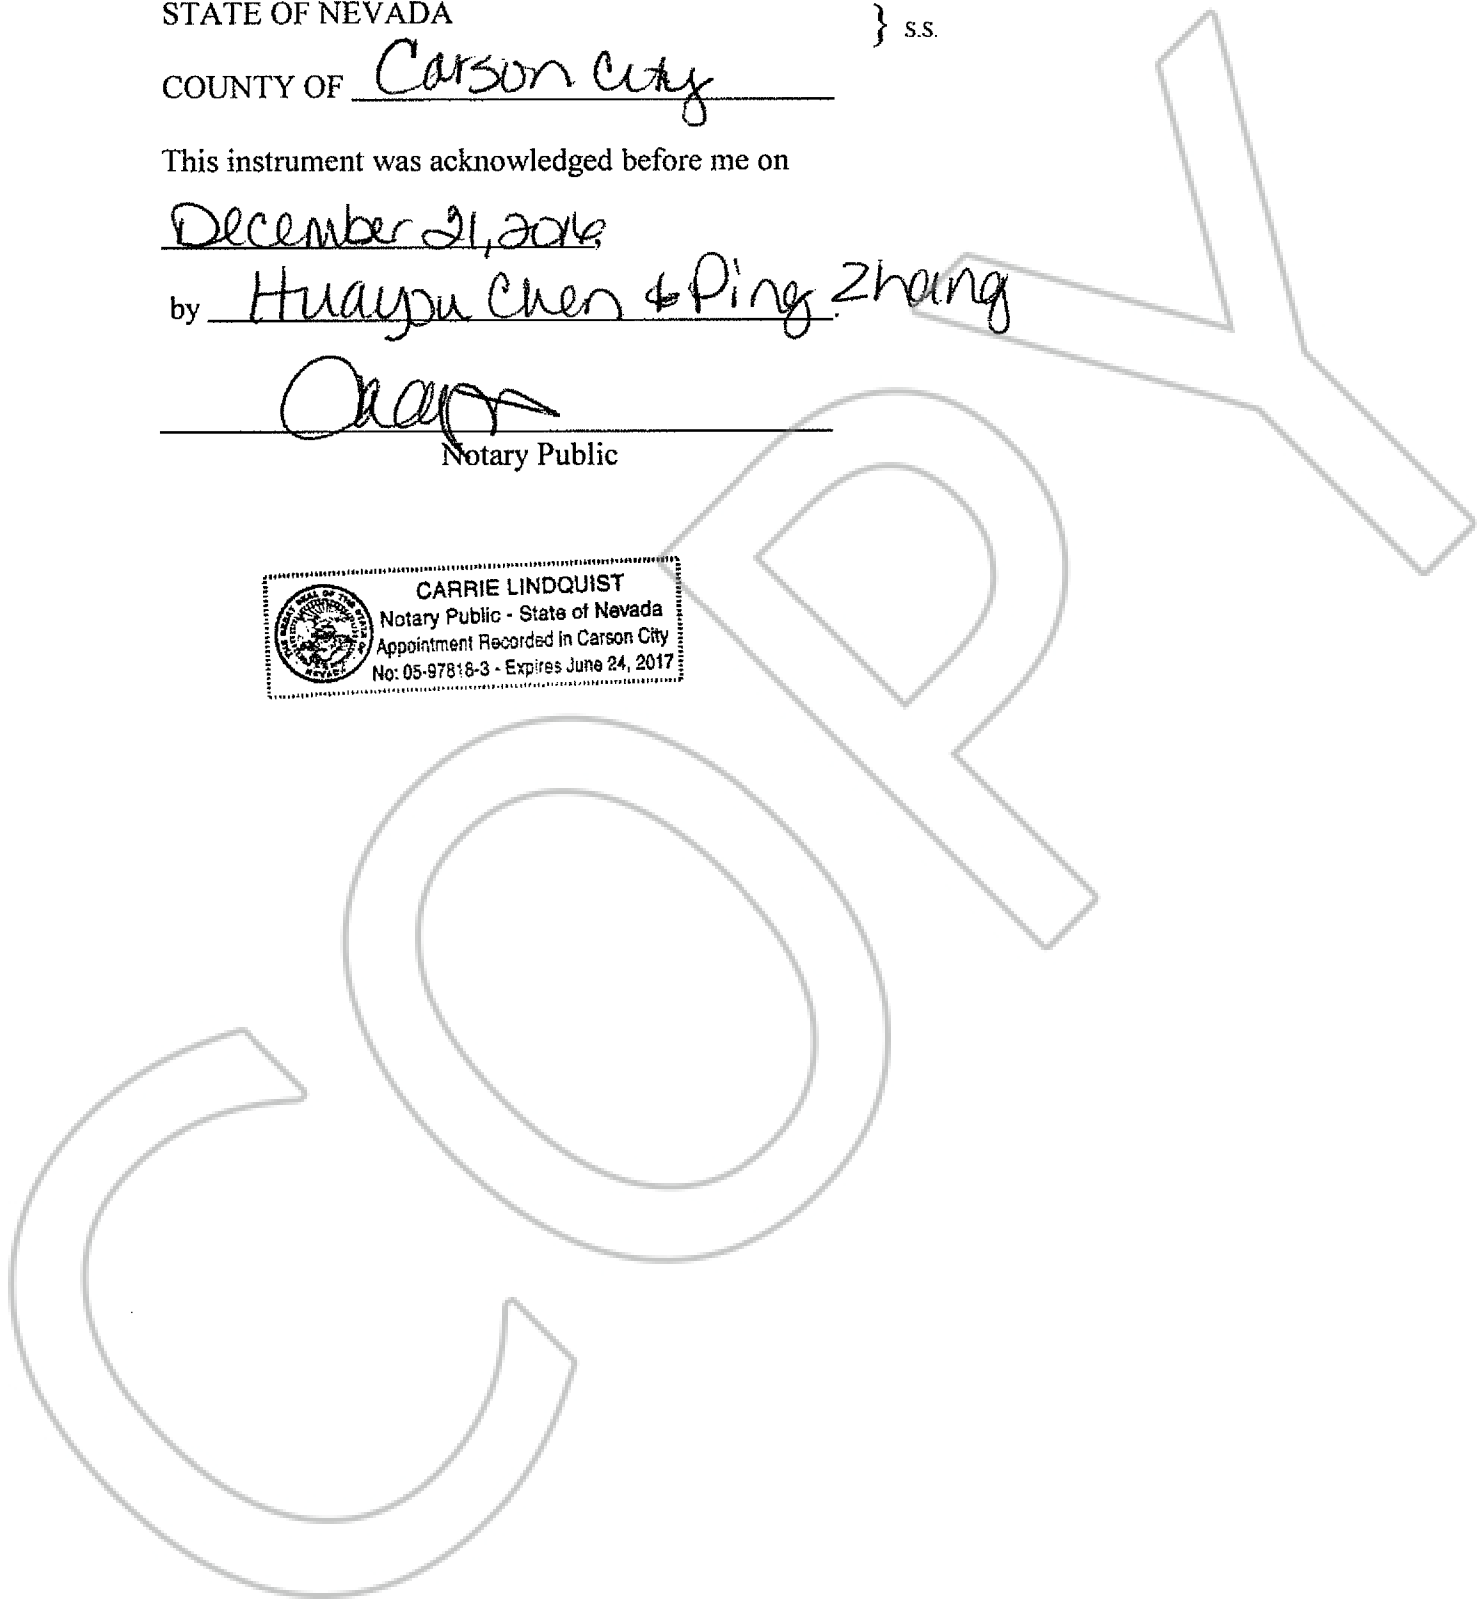 STATE OF NEVADA } s.s.
COUNTY OF Carson City
This instrument was acknowledged before me on
December 21, 2016,
by Huayou Chen & Ping Zhang.
Notary Public
CARRIE LINDQUIST
Notary Public - State of Nevada
Appointment Recorded in Carson City
No: 05-97818-3 - Expires June 24, 2017
COPY